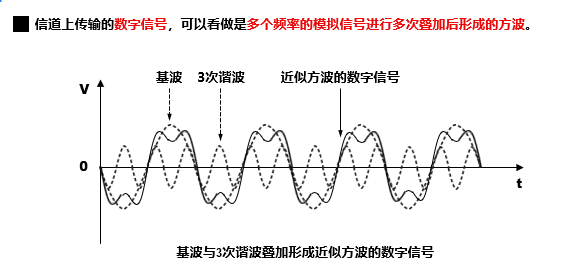 信道上传输的数字信号，可以看做是多个频率的模拟信号进行多次叠加后形成的方波。
基波 3次谐波 近似方波的数字信号
V
0
t
基波与3次谐波叠加形成近似方波的数字信号